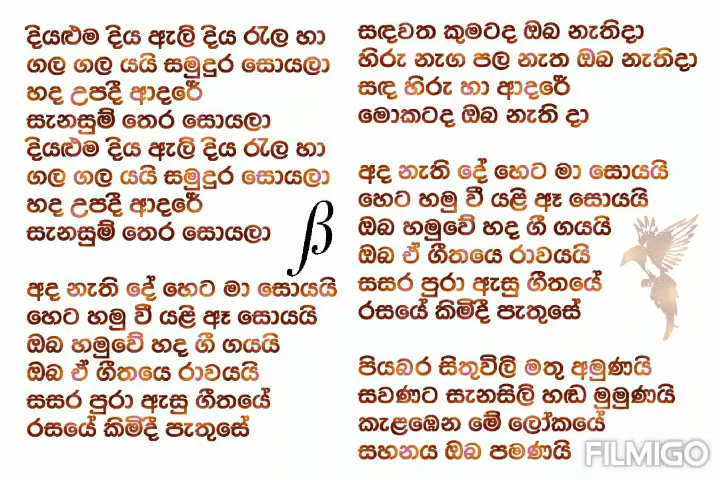 දියඵුම දිය ඇලි දිය රැල හා
ගල ගල යයි සමුදුර සොයලා
හද උපදී ආදරේ
සැනසුම් තෙර සොයලා
දියඵුම දිය ඇලි දිය රැල හා
ගල ගල යයි සමුදුර සොයලා
හද උපදී ආදරේ
සැනසුම් තෙර සොයලා
β
අද නැති දේ හෙට මා සොයයි
හෙට හමු වී යළි ඈ සොයයි
ඔබ හමුවේ හද ගී ගයයි
ඔබ ඒ ගීතයෙ රාවයයි
සසර පුරා ඇසු ගීතයේ
රසයේ කිමිදී පැතුසේ
සඳවත කුමටද ඔබ නැතිදා
හිරු නැග පල නැත ඔබ නැතිදා
සඳ හිරු හා ආදරේ
මොකටද ඔබ නැති දා
අද නැති දේ හෙට මා සොයයි
හෙට හමු වී යළි ඈ සොයයි
ඔබ හමුවේ හද ගී ගයයි
ඔබ ඒ ගීතයෙ රාවයයි
සසර පුරා ඇසු ගීතයේ
රසයේ කිමිදී පැතුසේ
පියබර සිතුවිලි මතු අමුණයි
සවණට සැනසිලි හඬ මුමුණයි
කැළඹෙන මේ ලෝකයේ
සහනය ඔබ පමණයි
FILMIGO